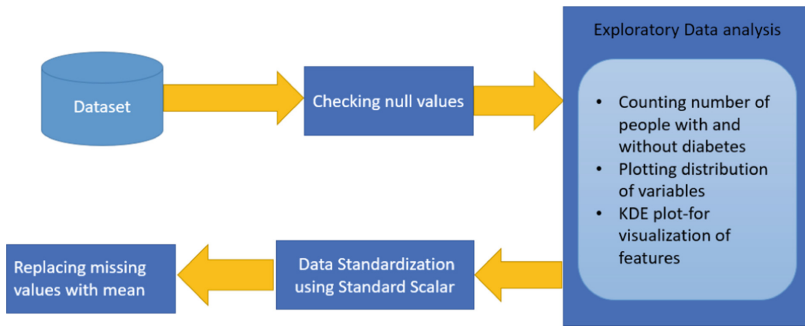 Exploratory Data analysis
Dataset
Checking null values
• Counting number of
people with and
without diabetes
• Plotting distribution
of variables
• KDE plot-for
visualization of
features
Data Standardization
using Standard Scalar
Replacing missing
values with mean